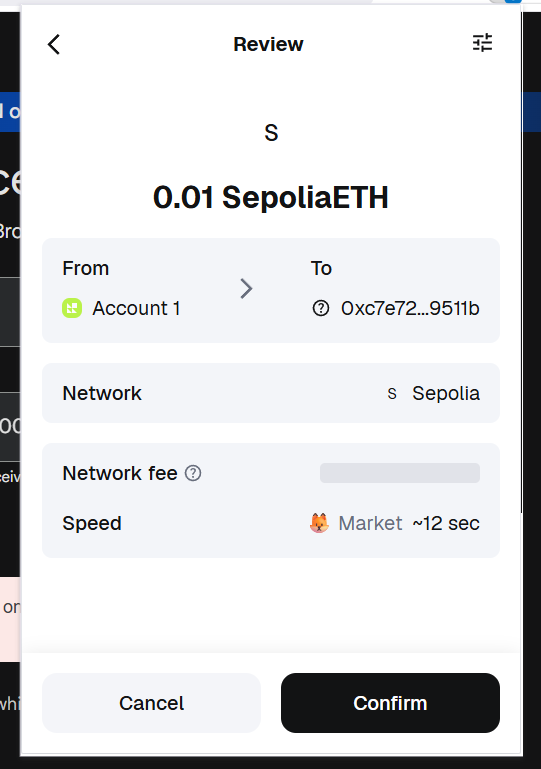 Review
S
0.01 SepoliaETH
From
To
Account 1
0xc7e72...9511b
Network
S Sepolia
Network fee
Speed
Market ~12 sec
Cancel
Confirm